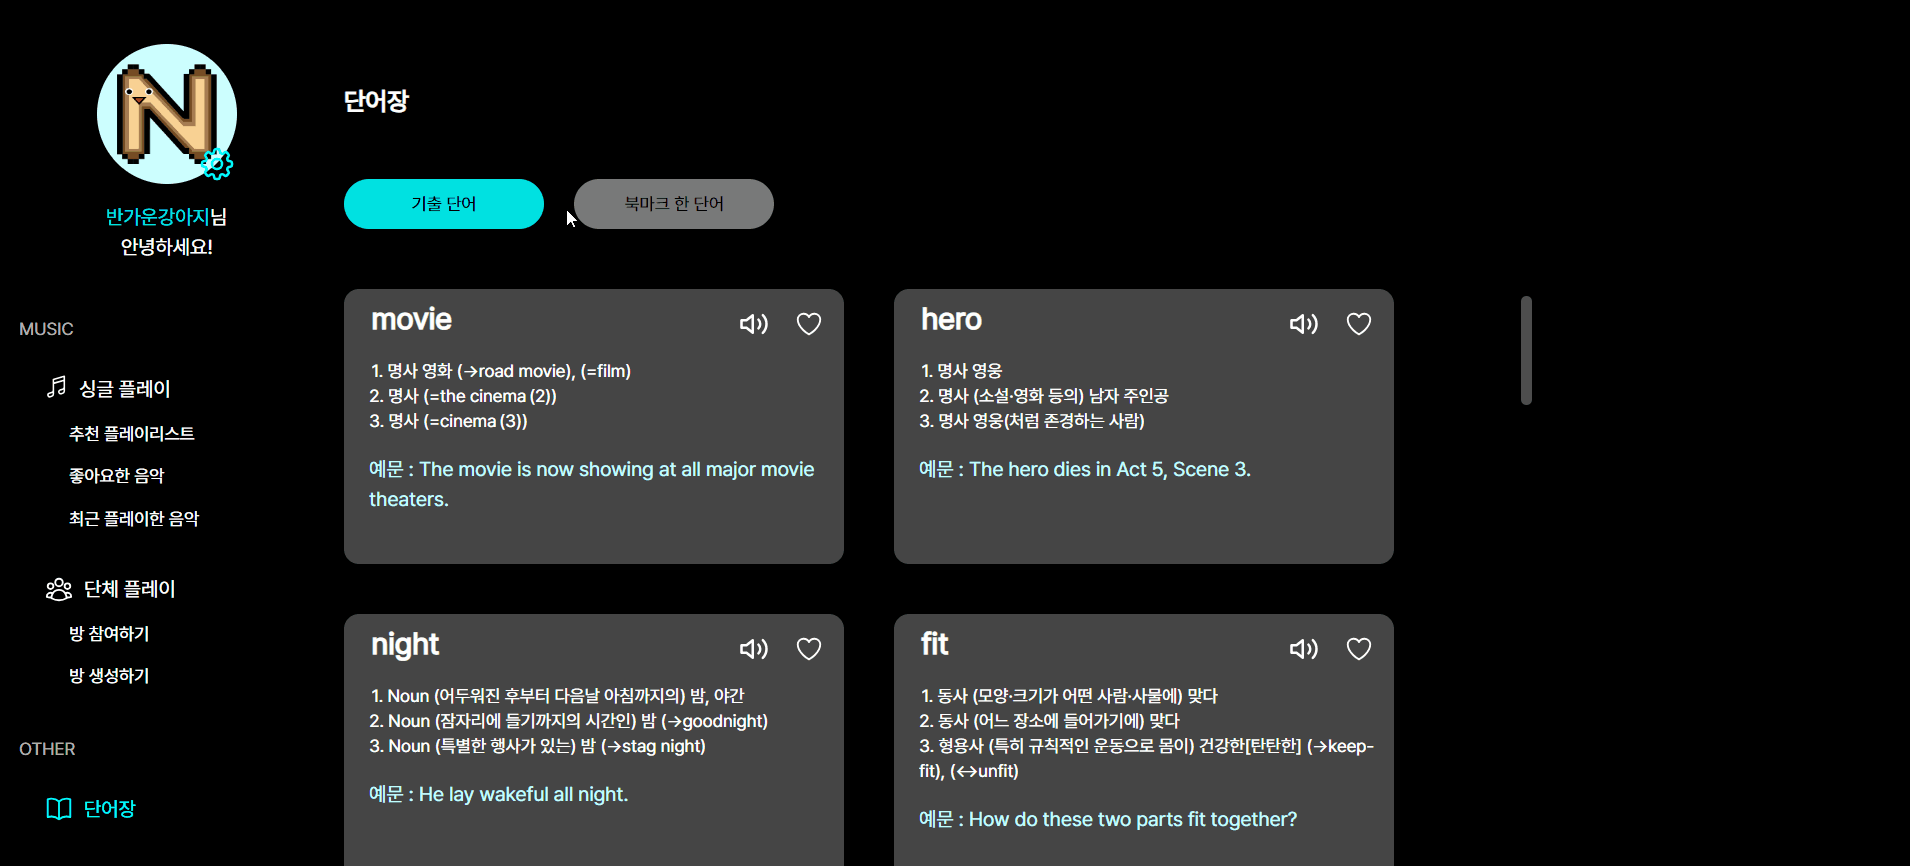 N
반가운강아지님
안녕하세요!
MUSIC
싱글 플레이
추천 플레이리스트
좋아요한 음악
최근 플레이한 음악
단체 플레이
방 참여하기
방 생성하기
OTHER
단어장
단어장
기출 단어
북마크 한 단어
movie
1. 명사 영화 (→road movie), (=film)
2. 명사 (=the cinema (2))
3. 명사 (=cinema (3))
예문 : The movie is now showing at all major movie
theaters.
hero
1. 명사 영웅
2. 명사 (소설·영화 등의) 남자 주인공
3. 명사 영웅(처럼 존경하는 사람)
예문 : The hero dies in Act 5, Scene 3.
night
1. Noun (어두워진 후부터 다음날 아침까지의) 밤, 야간
2. Noun (잠자리에 들기까지의 시간인) 밤 (→goodnight)
3. Noun (특별한 행사가 있는) 밤 (→stag night)
예문 : He lay wakeful all night.
fit
1. 동사 (모양·크기가 어떤 사람·사물에) 맞다
2. 동사 (어느 장소에 들어가기에) 맞다
3. 형용사 (특히 규칙적인 운동으로 몸이) 건강한[탄탄한] (→keep-
fit), (↔unfit)
예문 : How do these two parts fit together?